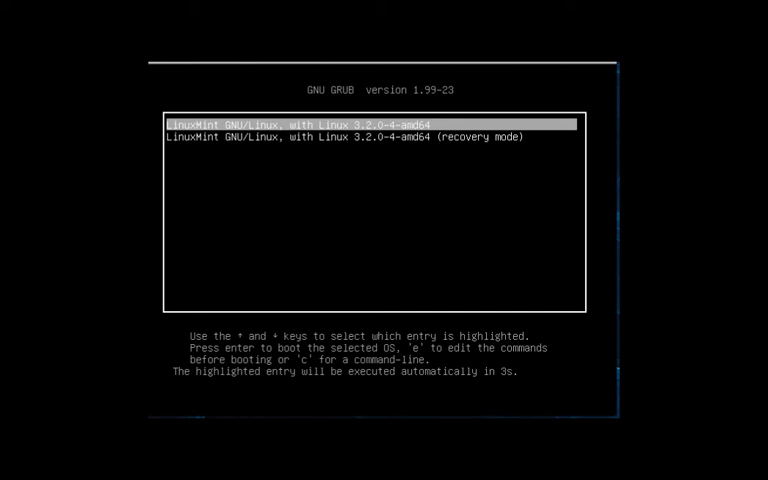 GNU GRUB  version 1.99-23
LinuxMint GNU/Linux, with Linux 3.2.0-4-amd64
LinuxMint GNU/Linux, with Linux 3.2.0-4-amd64 (recovery mode)
Use the ↑ and ↓ keys to select which entry is highlighted.
Press enter to boot the selected OS, 'e' to edit the commands
before booting or 'c' for a command-line.
The highlighted entry will be executed automatically in 3s.